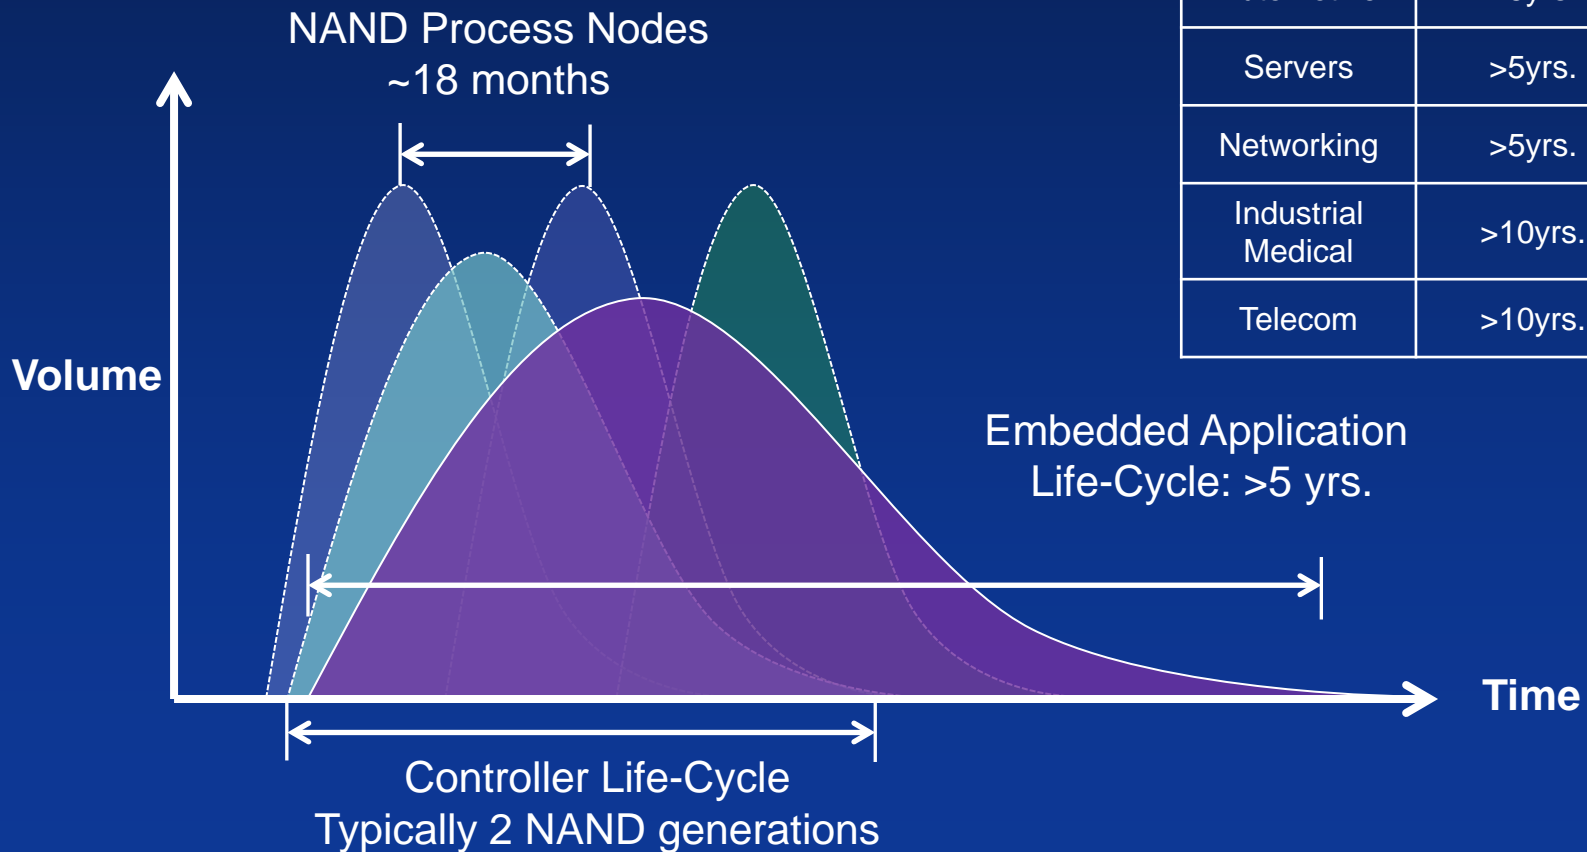 NAND Process Nodes
~18 months
Servers >5yrs.
Networking >5yrs.
Industrial
Medical >10yrs.
Telecom >10yrs.
Volume
Embedded Application
Life-Cycle: >5 yrs.
Time
Controller Life-Cycle
Typically 2 NAND generations